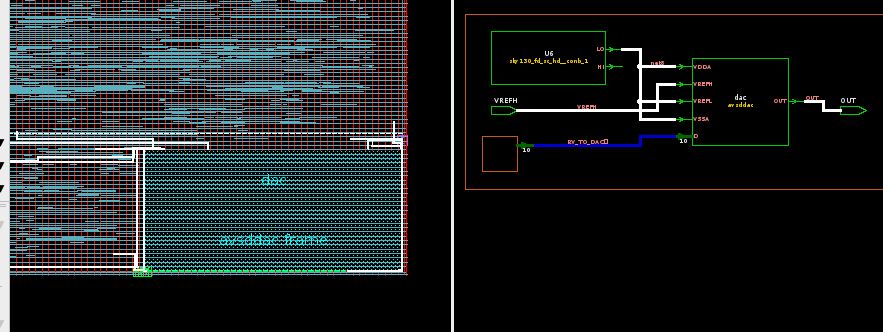 dac
avsddac.frame
U6
sky130_fd_sc_hd__conb_1
LO
HI
VREFH
VREFH
net8
VDDA
VREFH
VREFL
VSSA
D
dac
avsddac
OUT
OUT
OUT
10
RV_TO_DAC
10